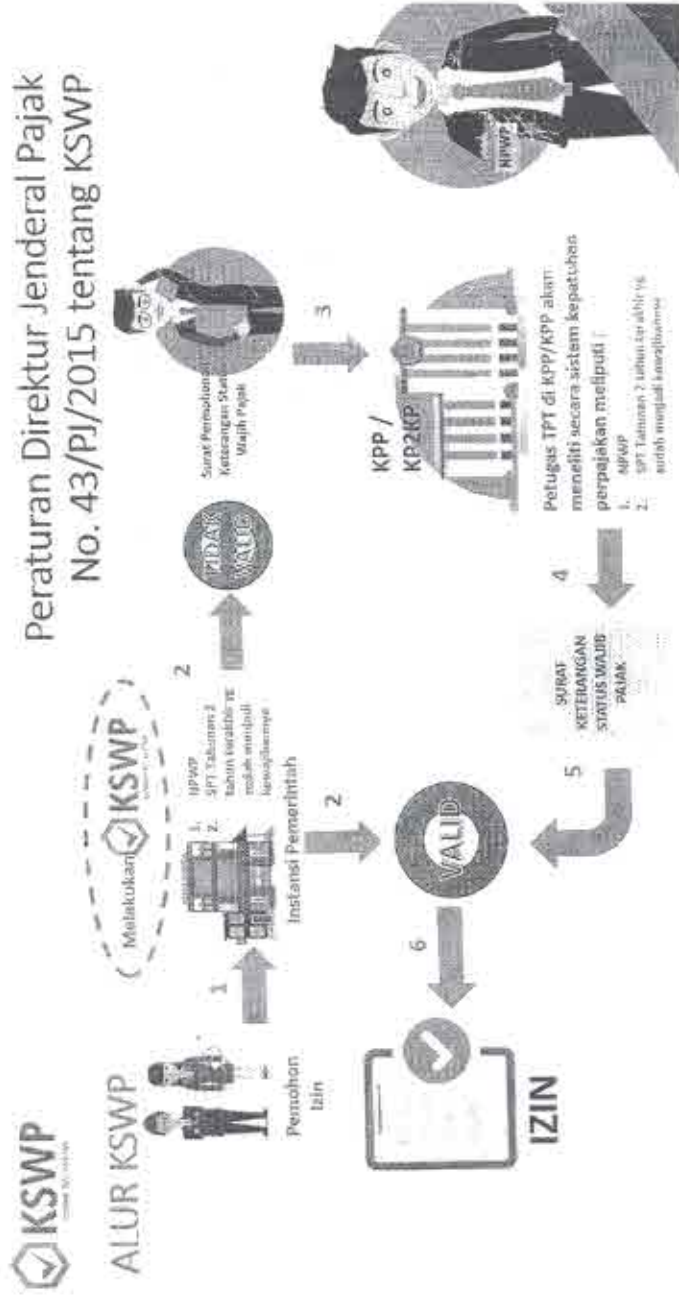 KSWP
Peraturan Direktur Jenderal Pajak
No. 43/PJ/2015 tentang KSWP
ALUR KSWP
Melakukan KSWP
1
Pemohon
Izin
1. NPWP
2. SPT Tahunan 2
tahun terakhir yg
sudah menjadi
kewajibannya
Instansi Pemerintah
2
TIDAK
VALID
Surat Permohonan
Keterangan Status
Wajib Pajak
3
KPP /
KP2KP
Petugas TPT di KPP/KPP akan
meneliti secara sistem kepatuhan
perpajakan meliputi :
1. NPWP
2. SPT Tahunan 2 tahun terakhir yg
sudah menjadi kewajibannya
NPWP
4
SURAT
KETERANGAN
STATUS WAJIB
PAJAK
5
2
VALID
6
IZIN